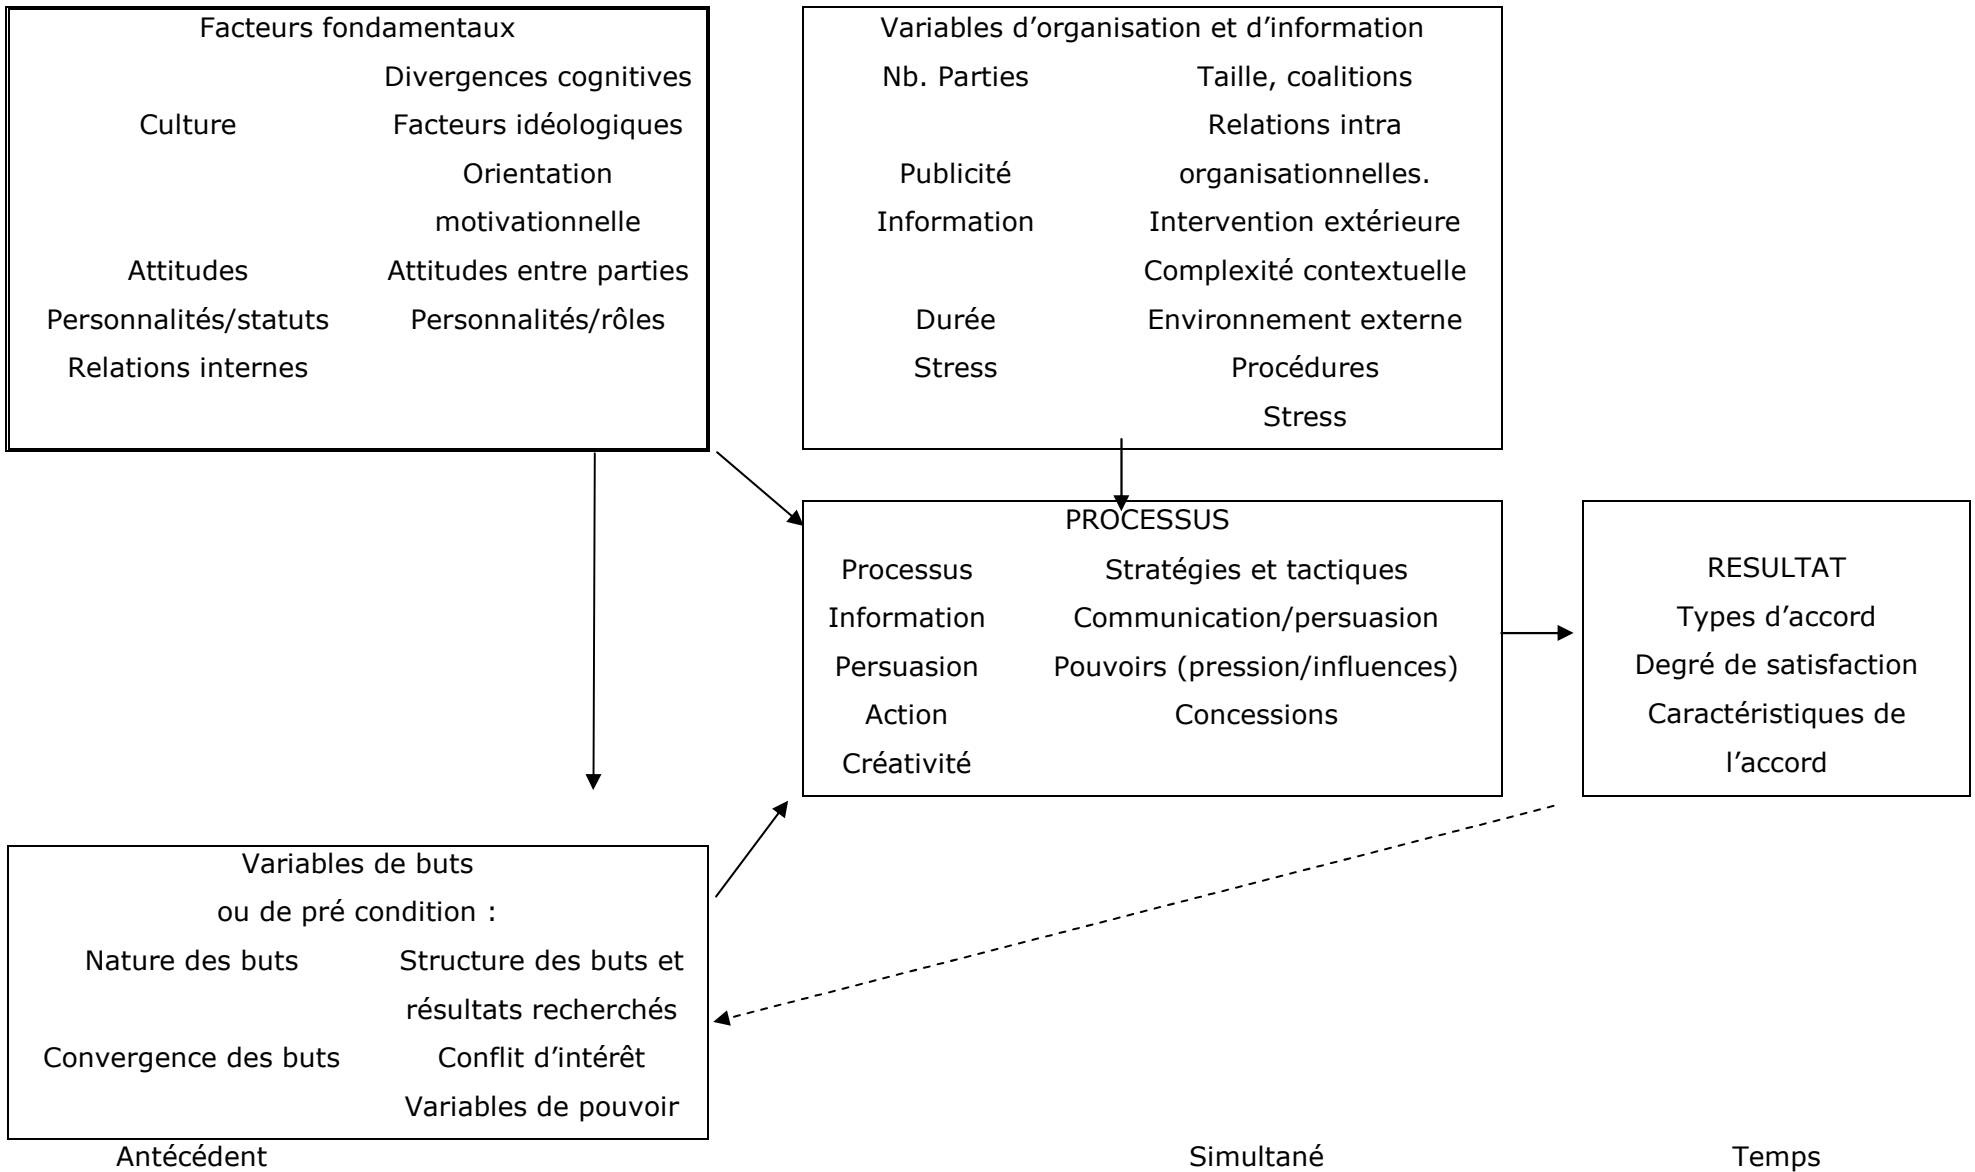 Facteurs fondamentaux
Divergences cognitives
Culture Facteurs idéologiques
Orientation
motivationnelle
Attitudes Attitudes entre parties
Personnalités/statuts Personnalités/rôles
Relations internes
Variables d’organisation et d’information
Nb. Parties Taille, coalitions
Relations intra
Publicité organisationnelles.
Information Intervention extérieure
Complexité contextuelle
Durée Environnement externe
Stress Procédures
Stress
PROCESSUS
Processus Stratégies et tactiques
Information Communication/persuasion
Persuasion Pouvoirs (pression/influences)
Action Concessions
Créativité
RESULTAT
Types d’accord
Degré de satisfaction
Caractéristiques de
l’accord
Variables de buts
ou de pré condition :
Nature des buts Structure des buts et
résultats recherchés
Convergence des buts Conflit d’intérêt
Variables de pouvoir
Antécédent Simultané Temps